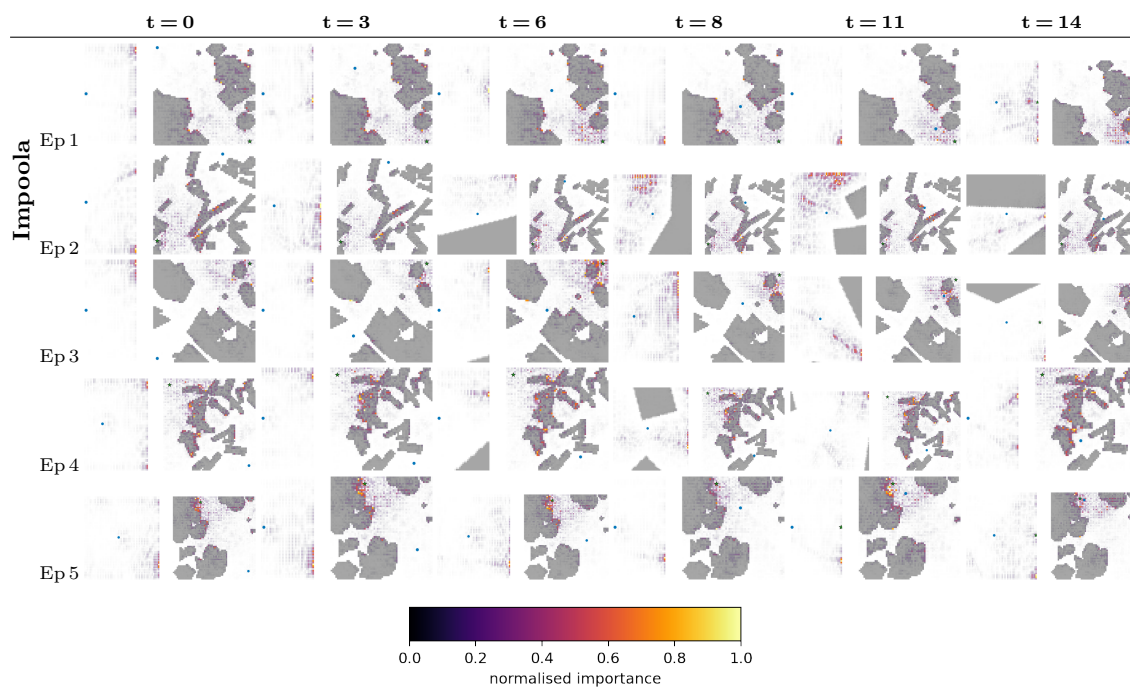 t = 0 t = 3 t = 6 t = 8 t = 11 t = 14
Impoola
Ep 1
Ep 2
Ep 3
Ep 4
Ep 5
0.0 0.2 0.4 0.6 0.8 1.0
normalised importance